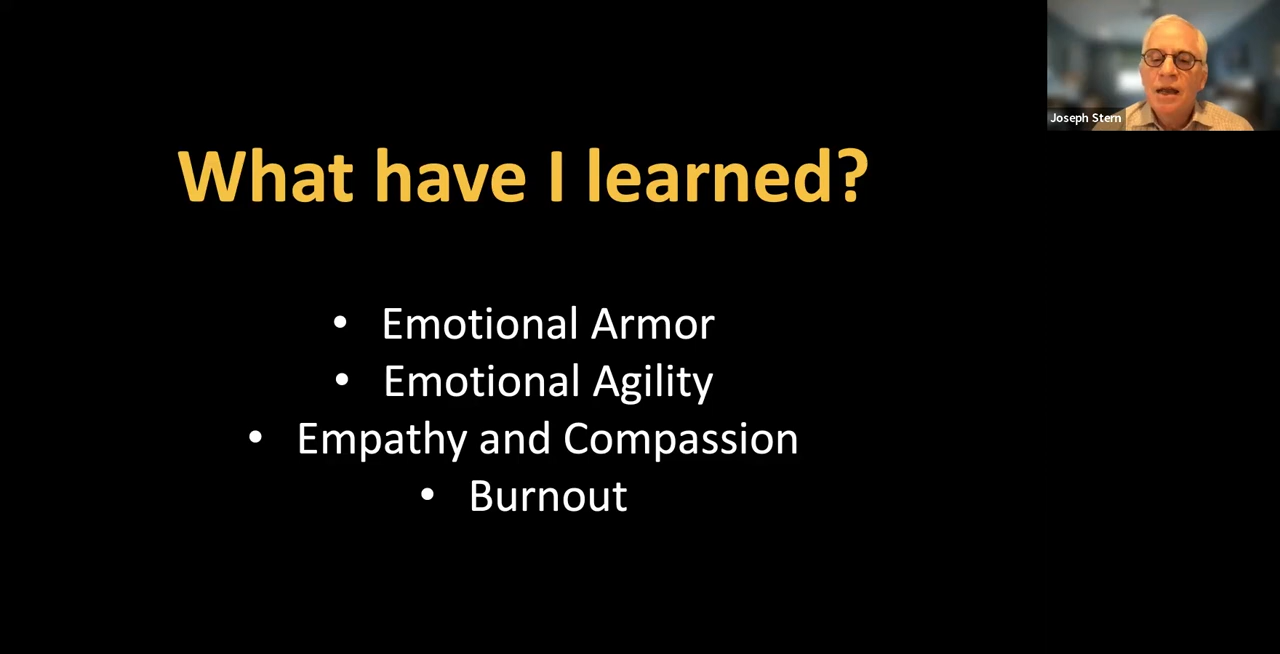 Joseph Stern
What have I learned?
• Emotional Armor
• Emotional Agility
• Empathy and Compassion
• Burnout